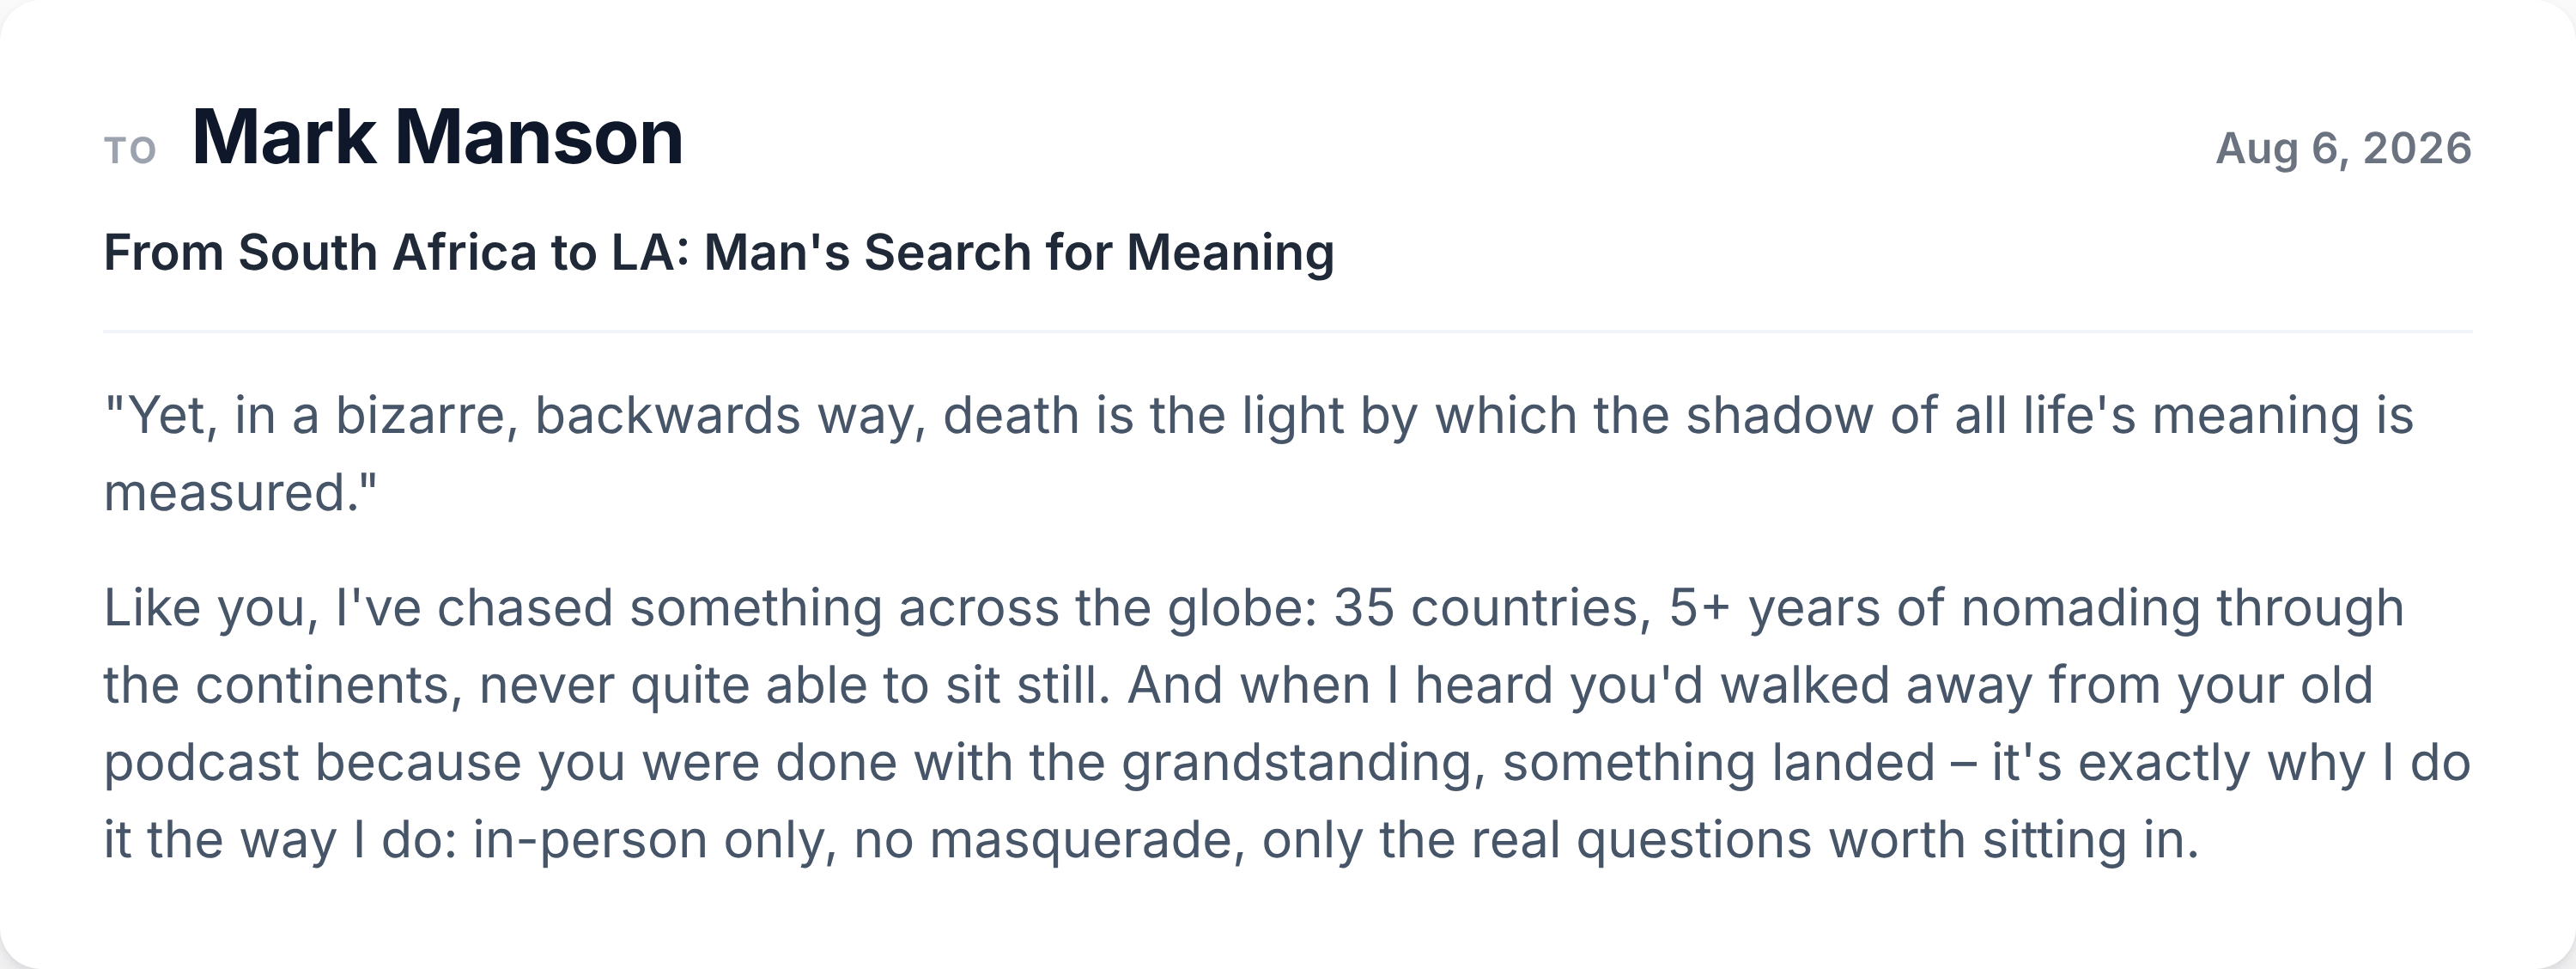 TO Mark Manson Aug 6, 2026
From South Africa to LA: Man's Search for Meaning
"Yet, in a bizarre, backwards way, death is the light by which the shadow of all life's meaning is
measured."
Like you, I've chased something across the globe: 35 countries, 5+ years of nomading through
the continents, never quite able to sit still. And when I heard you'd walked away from your old
podcast because you were done with the grandstanding, something landed – it's exactly why I do
it the way I do: in-person only, no masquerade, only the real questions worth sitting in.